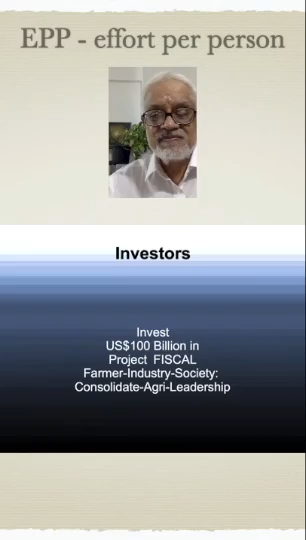 EPP - effort per person
Investors
Invest
US$100 Billion in
Project FISCAL
Farmer-Industry-Society:
Consolidate-Agri-Leadership